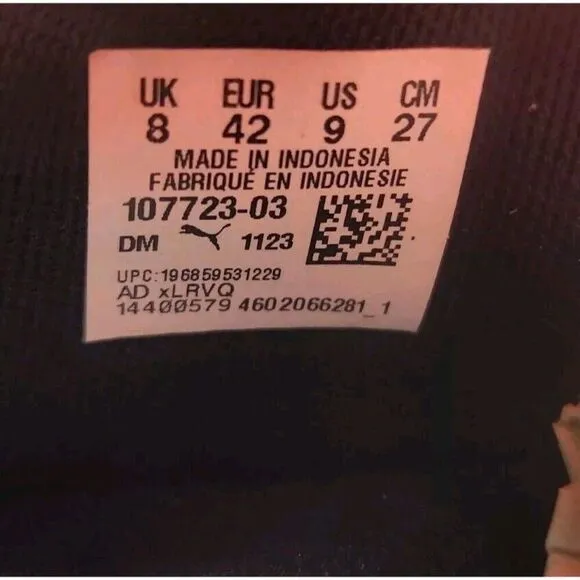 UK EUR US CM
8 42 9 27
MADE IN INDONESIA
FABRIQUÉ EN INDONESIE
107723-03
DM 1123
UPC:196859531229
AD xLRVQ
14400579 4602066281_1